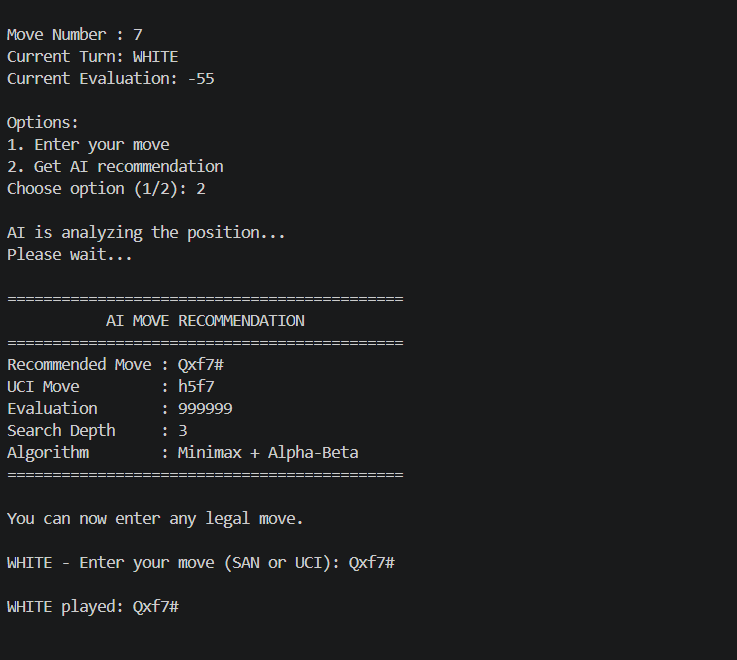 Move Number : 7
Current Turn: WHITE
Current Evaluation: -55
Options:
1. Enter your move
2. Get AI recommendation
Choose option (1/2): 2
AI is analyzing the position...
Please wait...
============================================
AI MOVE RECOMMENDATION
============================================
Recommended Move : Qxf7#
UCI Move : h5f7
Evaluation : 999999
Search Depth : 3
Algorithm : Minimax + Alpha-Beta
============================================
You can now enter any legal move.
WHITE - Enter your move (SAN or UCI): Qxf7#
WHITE played: Qxf7#